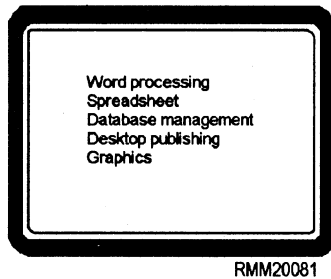 Word processing
Spreadsheet
Database management
Desktop publishing
Graphics
RMM20081